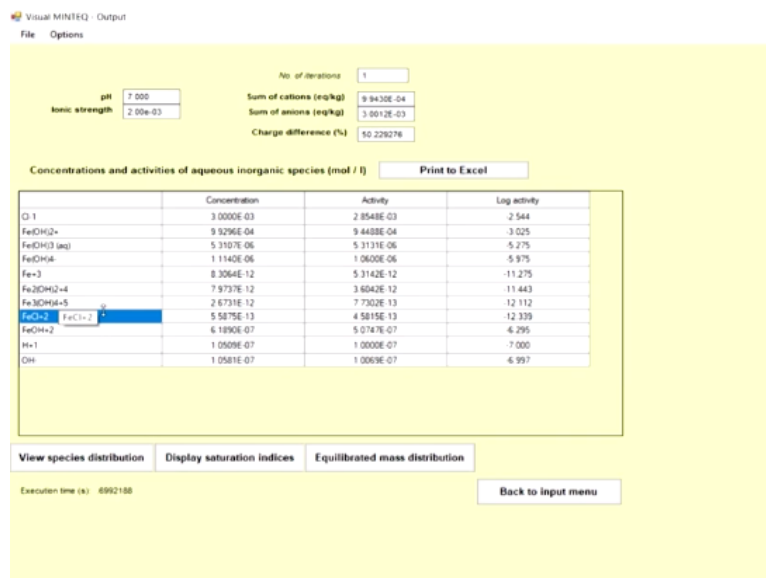 Visual MINTEQ - Output
File Options
No. of iterations 1
pH 7.000 Sum of cations (eq/kg) 9.9430E-04
Ionic strength 2.00e-03 Sum of anions (eq/kg) 3.0012E-03
Charge difference (%) 50.229276
Concentrations and activities of aqueous inorganic species (mol / l) Print to Excel
Concentration Activity Log activity
Cl-1 3.0000E-03 2.8548E-03 -2.544
Fe(OH)2+ 9.9296E-04 9.4488E-04 -3.025
Fe(OH)3 (aq) 5.3107E-06 5.3131E-06 -5.275
Fe(OH)4- 1.1140E-06 1.0600E-06 -5.975
Fe+3 8.3064E-12 5.3142E-12 -11.275
Fe2(OH)2+4 7.9737E-12 3.6042E-12 -11.443
Fe3(OH)4+5 2.6731E-12 7.7302E-13 -12.112
FeCl+2 FeCl+2 5.5875E-13 4.5815E-13 -12.339
FeOH+2 6.1890E-07 5.0747E-07 -6.295
H+1 1.0509E-07 1.0000E-07 -7.000
OH- 1.0581E-07 1.0069E-07 -6.997
View species distribution Display saturation indices Equilibrated mass distribution
Execution time (s) 6992188 Back to input menu